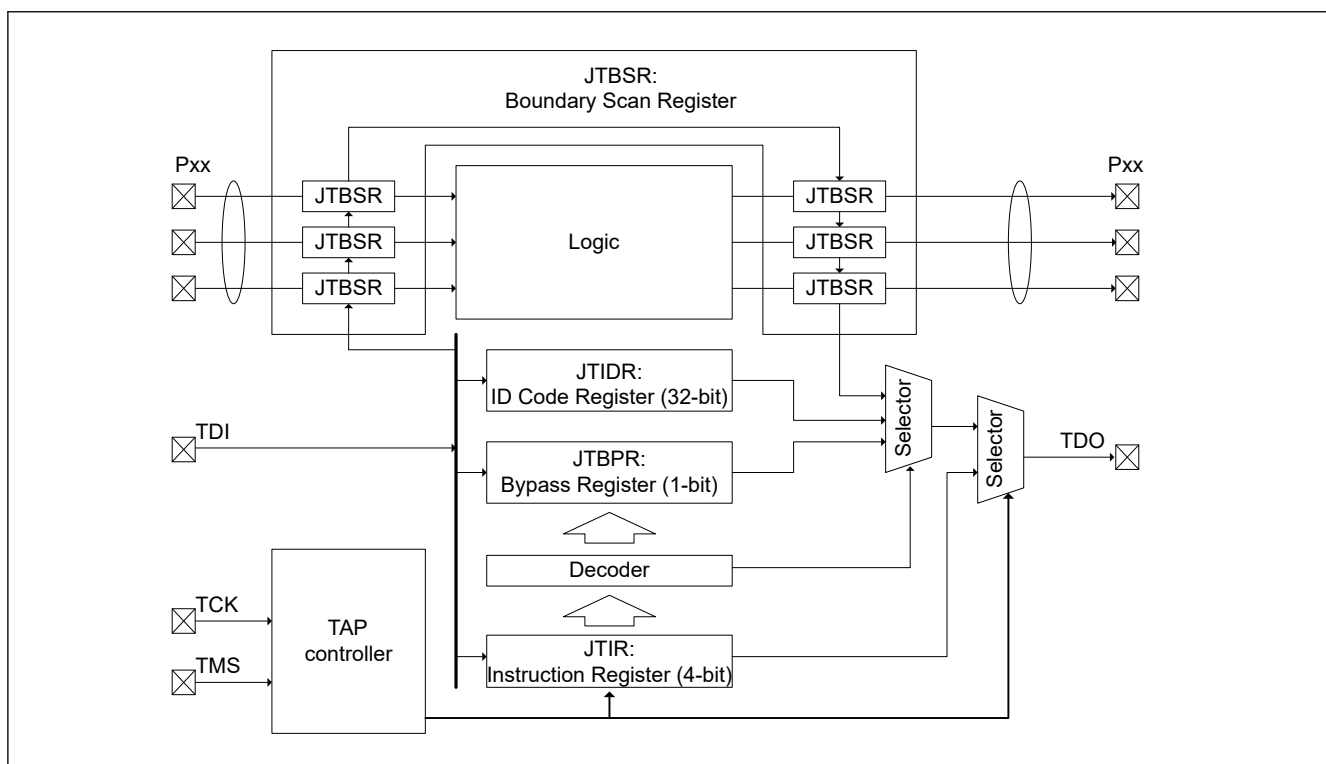 JTBSR:
Boundary Scan Register
Pxx
Pxx
JTBSR
JTBSR
JTBSR
JTBSR
JTBSR
JTBSR
Logic
JTIDR:
ID Code Register (32-bit)
TDI
JTBPR:
Bypass Register (1-bit)
Selector
Selector
TDO
Decoder
TCK
TMS
TAP
controller
JTIR:
Instruction Register (4-bit)